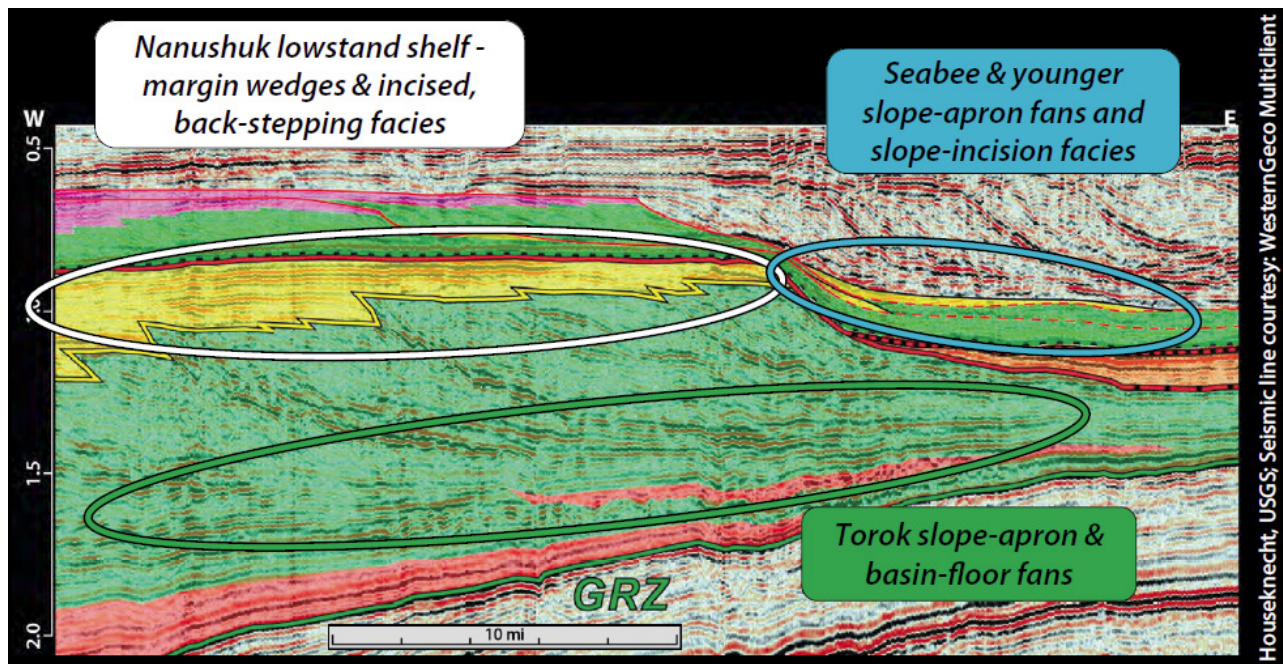 Nanushuk lowstand shelf -
margin wedges & incised,
back-stepping facies
Seabee & younger
slope-apron fans and
slope-incision facies
W
E
0.5
1.5
2.0
Torok slope-apron &
basin-floor fans
GRZ
10 mi
Houseknecht, USGS; Seismic line courtesy: WesternGeco Multiclient